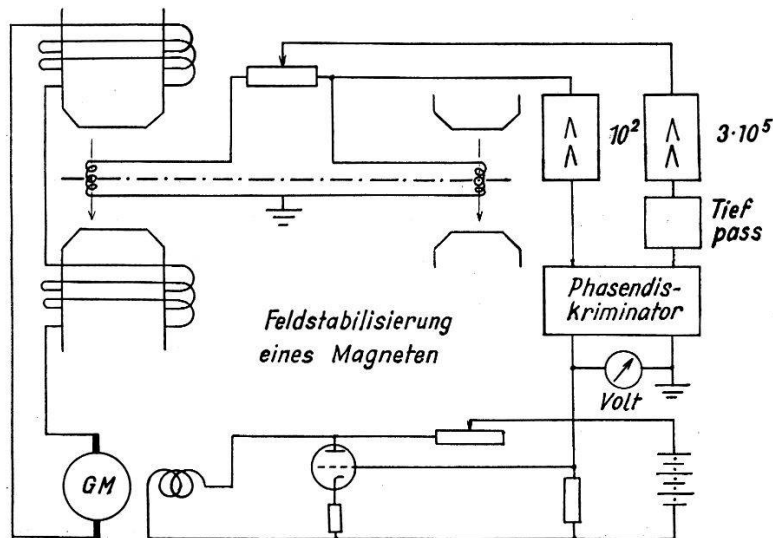 10²
3·10⁵
Tief
pass
Phasendis-
kriminator
Feldstabilisierung
eines Magneten
Volt
GM